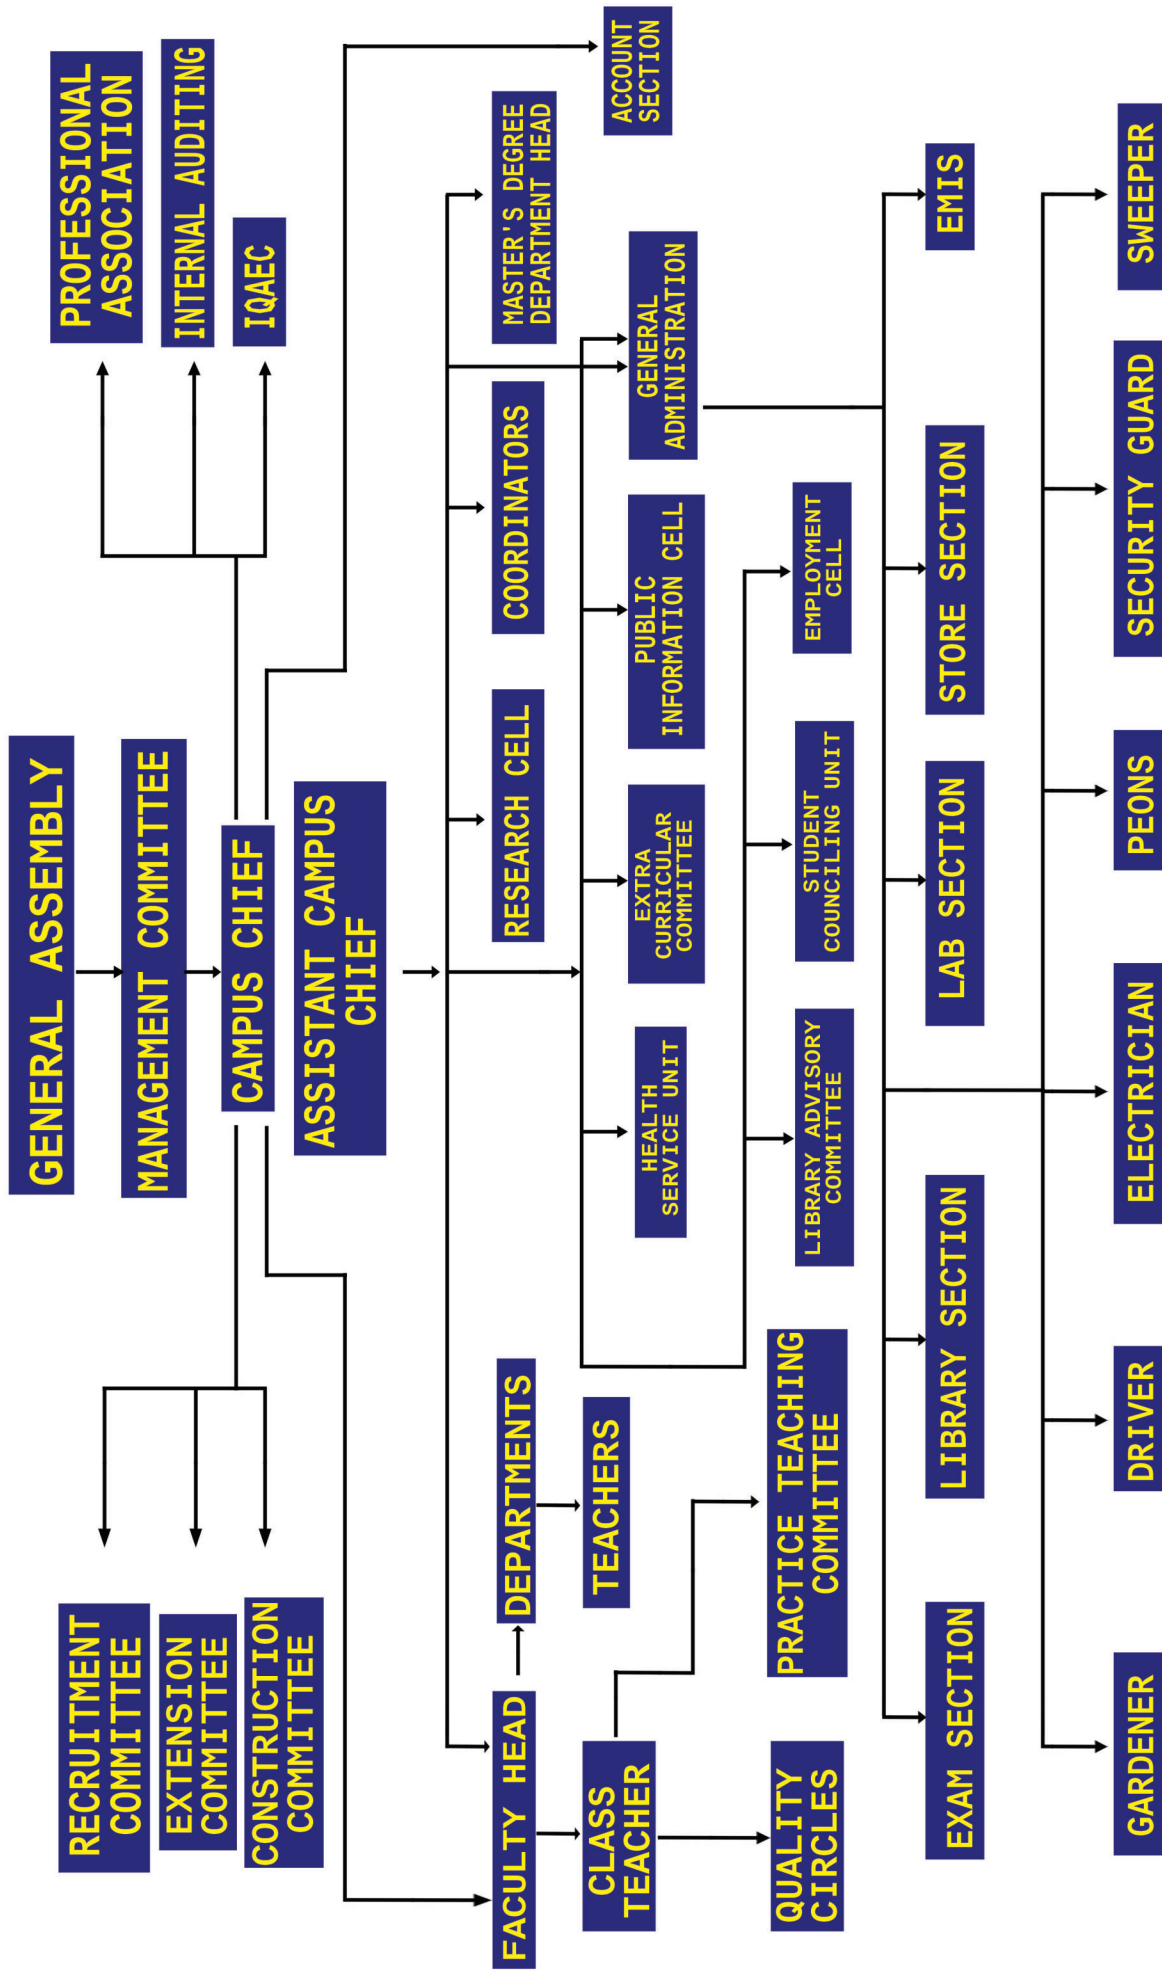 GENERAL ASSEMBLY
MANAGEMENT COMMITTEE
CAMPUS CHIEF
RECRUITMENT
COMMITTEE
EXTENSION
COMMITTEE
CONSTRUCTION
COMMITTEE
PROFESSIONAL
ASSOCIATION
INTERNAL AUDITING
IQAEC
ASSISTANT CAMPUS
CHIEF
FACULTY HEAD
DEPARTMENTS
RESEARCH CELL
COORDINATORS
MASTER'S DEGREE
DEPARTMENT HEAD
ACCOUNT
SECTION
CLASS
TEACHER
TEACHERS
HEALTH
SERVICE UNIT
EXTRA
CURRICULAR
COMMITTEE
PUBLIC
INFORMATION CELL
GENERAL
ADMINISTRATION
QUALITY
CIRCLES
PRACTICE TEACHING
COMMITTEE
LIBRARY ADVISORY
COMMITTEE
STUDENT
COUNCILING UNIT
EMPLOYMENT
CELL
EXAM SECTION
LIBRARY SECTION
LAB SECTION
STORE SECTION
EMIS
GARDENER
DRIVER
ELECTRICIAN
PEONS
SECURITY GUARD
SWEEPER